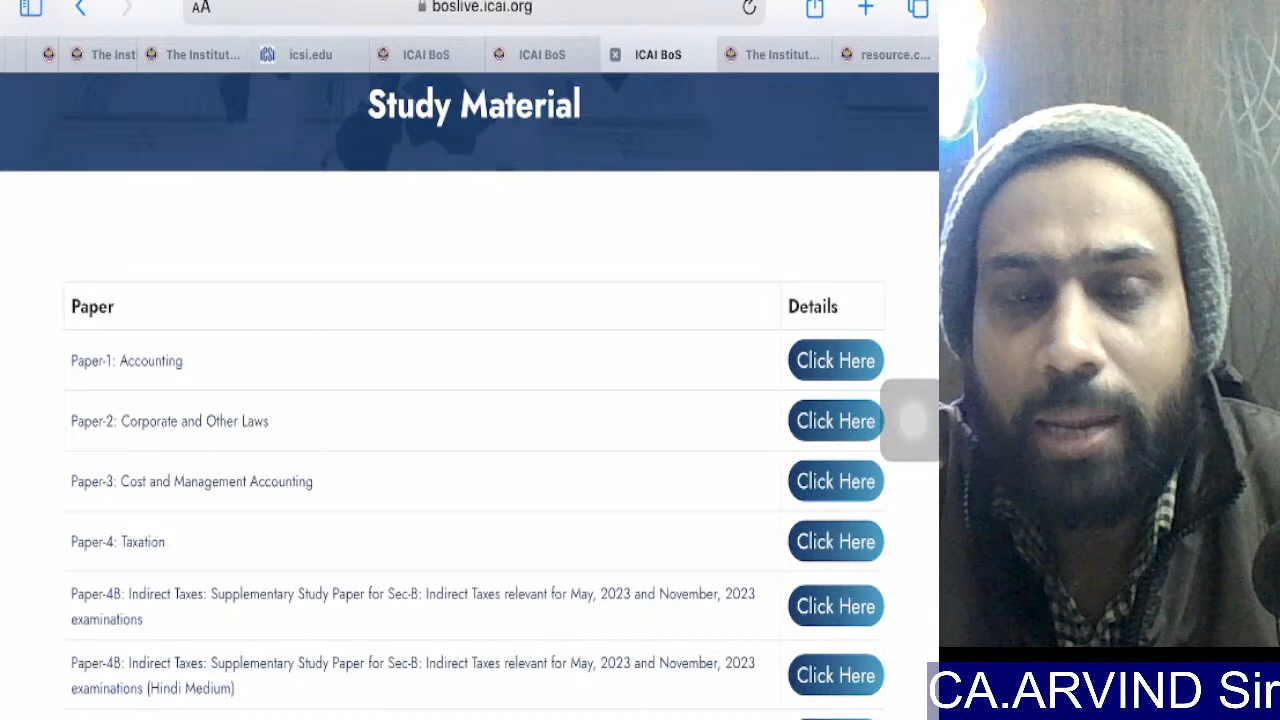 AA
boslive.icai.org
The Inst
The Institut...
icsi.edu
ICAI BoS
ICAI BoS
ICAI BoS
The Institut...
resource.c...
Study Material
Paper
Details
Paper-1: Accounting
Click Here
Paper-2: Corporate and Other Laws
Click Here
Paper-3: Cost and Management Accounting
Click Here
Paper-4: Taxation
Click Here
Paper-4B: Indirect Taxes: Supplementary Study Paper for Sec-B: Indirect Taxes relevant for May, 2023 and November, 2023
examinations
Click Here
Paper-4B: Indirect Taxes: Supplementary Study Paper for Sec-B: Indirect Taxes relevant for May, 2023 and November, 2023
examinations (Hindi Medium)
Click Here
CA.ARVIND Sir